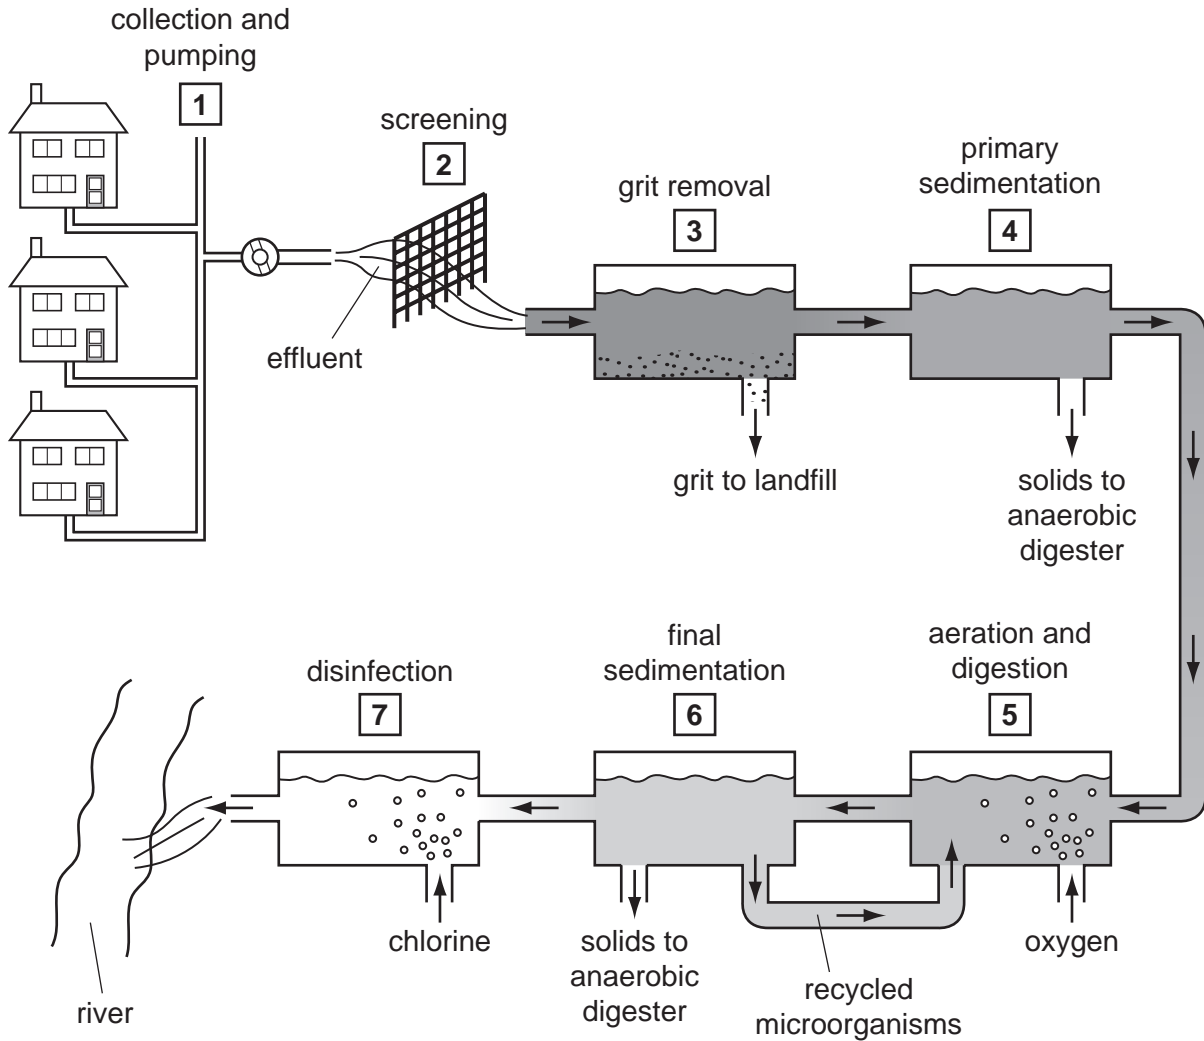 collection and
pumping
1
screening
2
effluent
grit removal
3
grit to landfill
primary
sedimentation
4
solids to
anaerobic
digester
aeration and
digestion
5
oxygen
final
sedimentation
6
solids to
anaerobic
digester
recycled
microorganisms
disinfection
7
chlorine
river